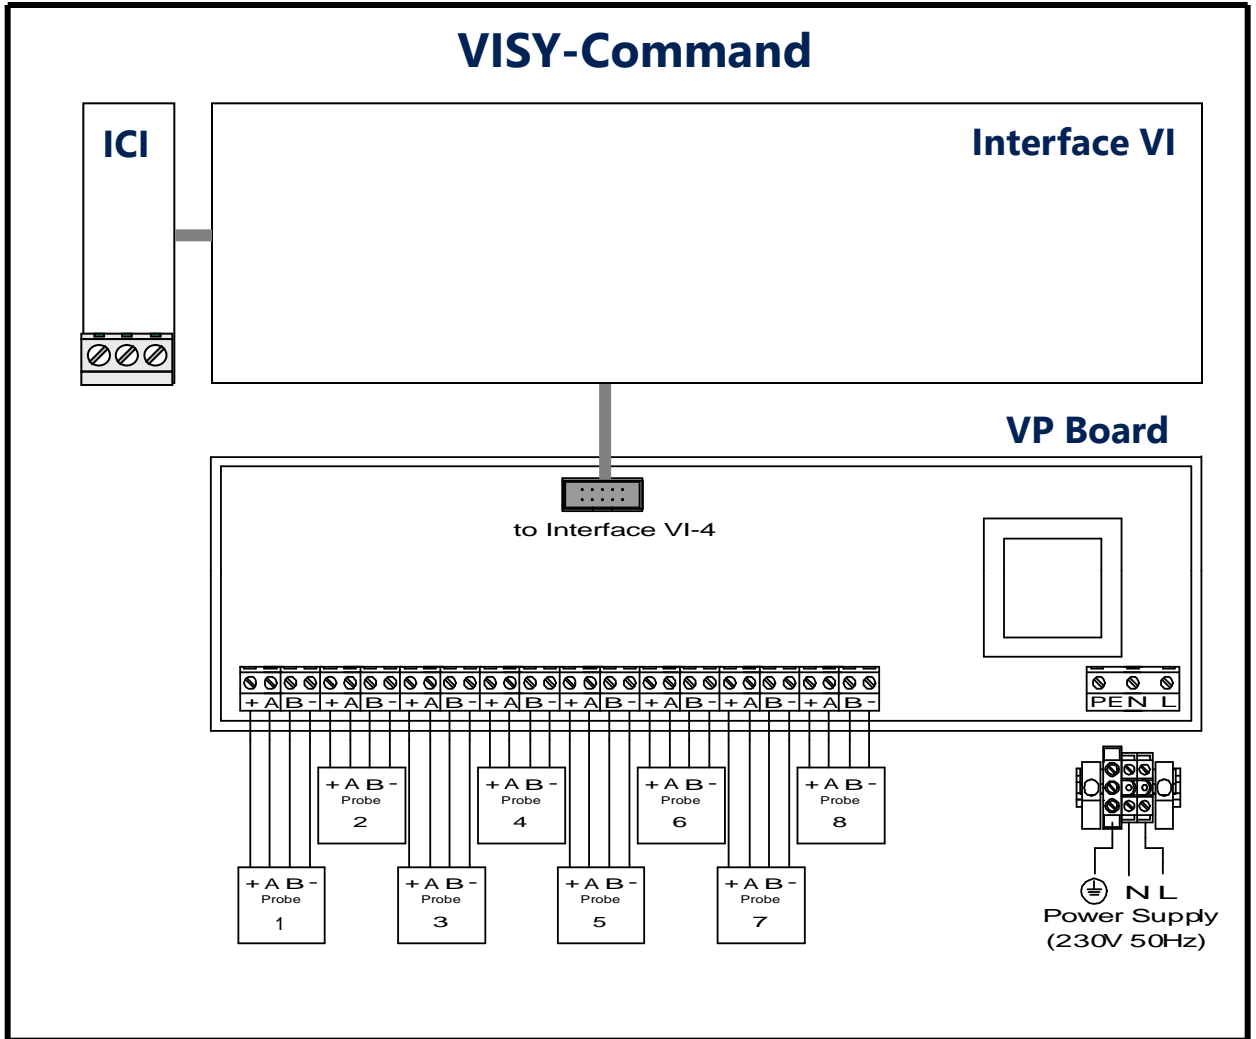 VISY-Command
ICI
Interface VI
VP Board
to Interface VI-4
+ A B - + A B - + A B - + A B - + A B - + A B - + A B - + A B -
PE N L
+ A B -
Probe
2
+ A B -
Probe
4
+ A B -
Probe
6
+ A B -
Probe
8
+ A B -
Probe
1
+ A B -
Probe
3
+ A B -
Probe
5
+ A B -
Probe
7
N L
Power Supply
(230V 50Hz)